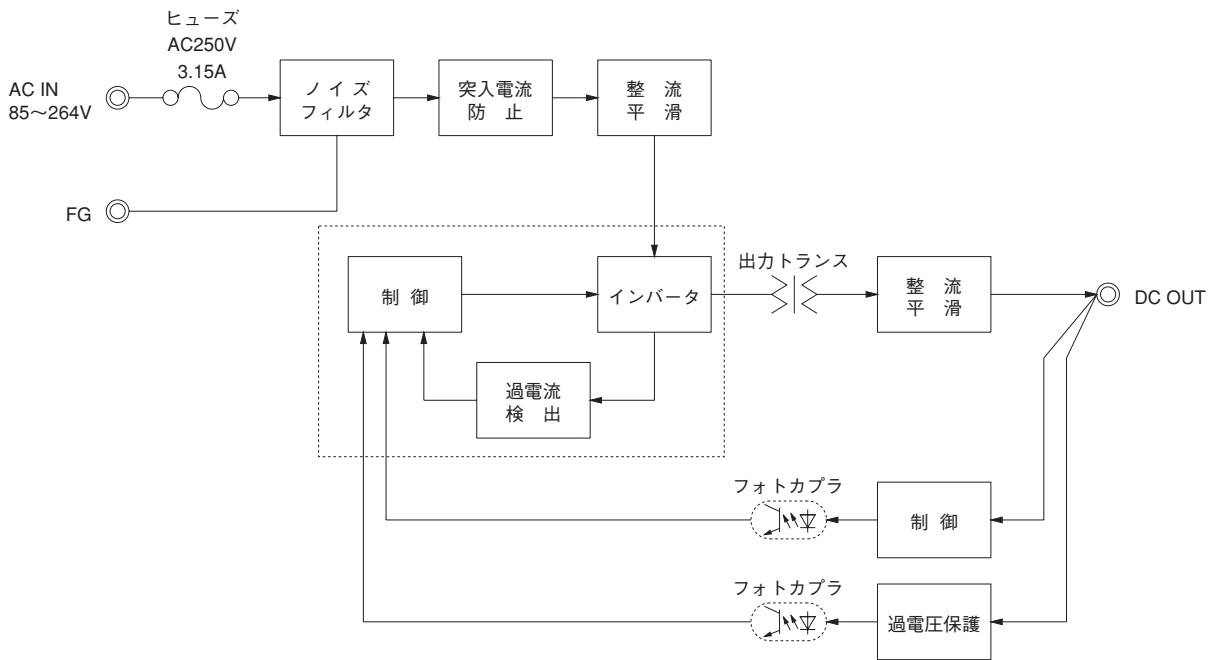 ヒューズ
AC250V
3.15A
AC IN
85～264V
ノイズ
フィルタ
突入電流
防 止
整 流
平 滑
FG
制 御
インバータ
過電流
検 出
出力トランス
整 流
平 滑
DC OUT
フォトカプラ
制 御
フォトカプラ
過電圧保護